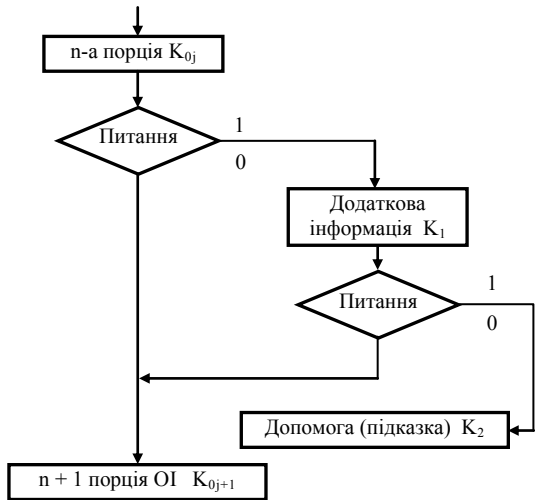 n-а порція K₀ⱼ
Питання
1
0
Додаткова
інформація K₁
Питання
1
0
Допомога (підказка) K₂
n + 1 порція ОІ K₀ⱼ₊₁